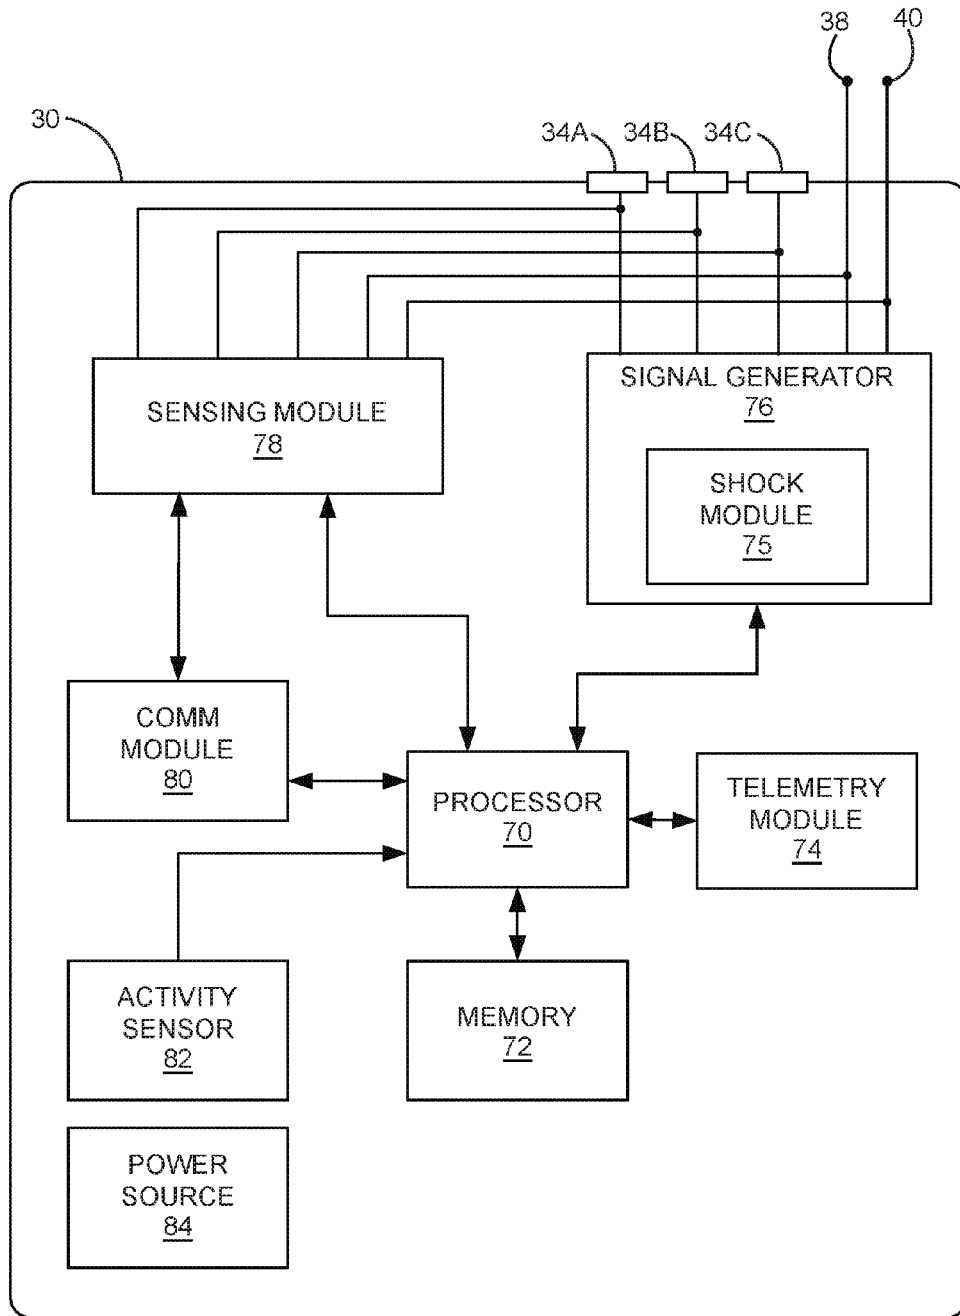 38
40
30
34A
34B
34C
SENSING MODULE
78
SIGNAL GENERATOR
76
SHOCK
MODULE
75
COMM
MODULE
80
PROCESSOR
70
TELEMETRY
MODULE
74
ACTIVITY
SENSOR
82
MEMORY
72
POWER
SOURCE
84